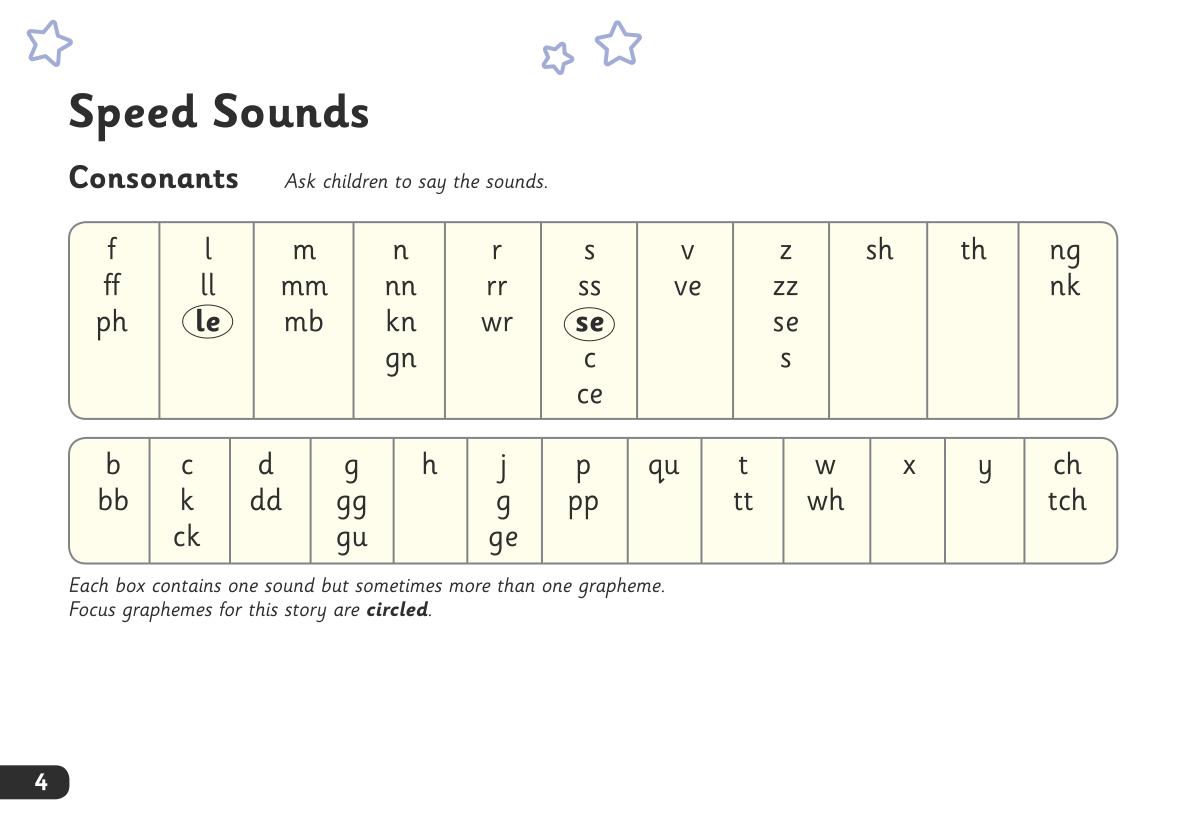 Speed Sounds
Consonants Ask children to say the sounds.
f l m n r s v z sh th ng
ff ll mm nn rr ss ve zz nk
ph le mb kn wr se se
gn c s
ce
b c d g h j p qu t w x y ch
bb k dd gg g pp tt wh tch
ck gu ge
Each box contains one sound but sometimes more than one grapheme.
Focus graphemes for this story are circled.
4